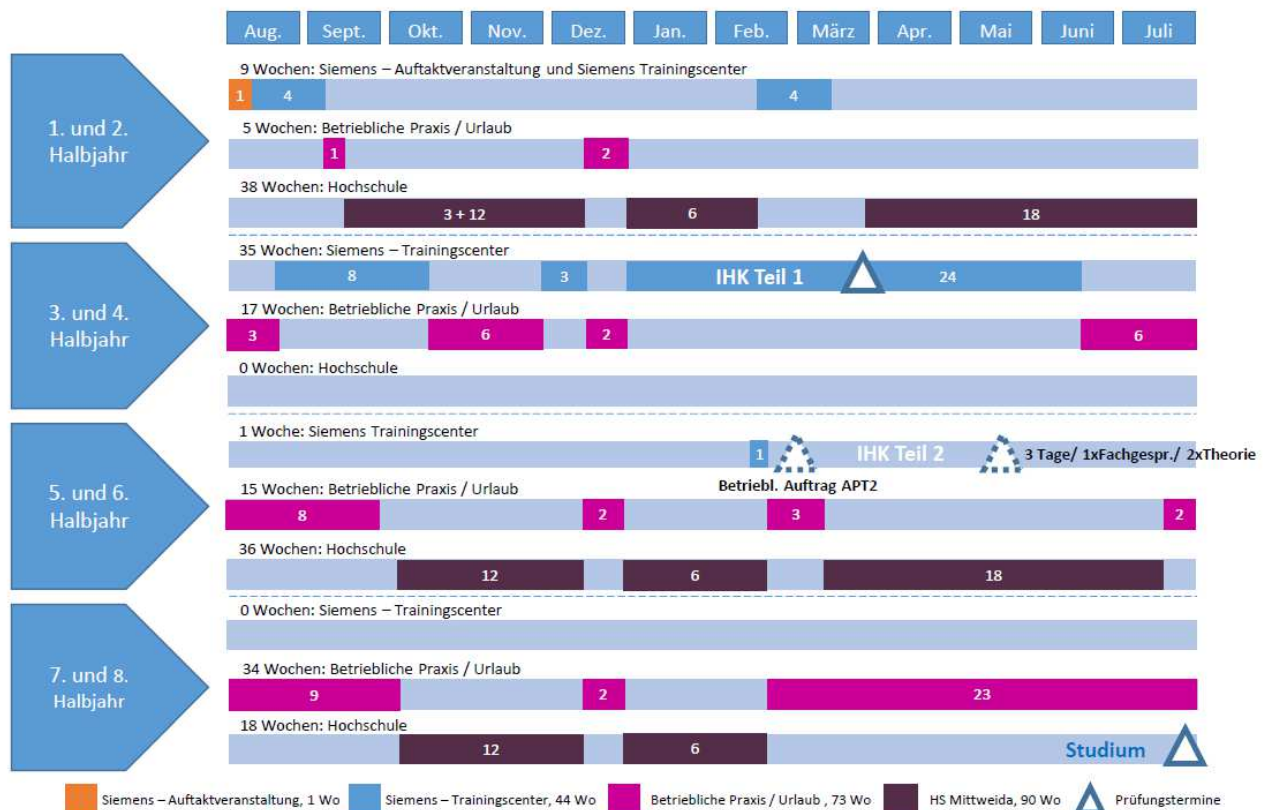 Aug. Sept. Okt. Nov. Dez. Jan. Feb. März Apr. Mai Juni Juli
1. und 2.
Halbjahr
9 Wochen: Siemens – Auftaktveranstaltung und Siemens Trainingscenter
1 4 4
5 Wochen: Betriebliche Praxis / Urlaub
1 2
38 Wochen: Hochschule
3 + 12 6 18
3. und 4.
Halbjahr
35 Wochen: Siemens – Trainingscenter
8 3 IHK Teil 1 24
17 Wochen: Betriebliche Praxis / Urlaub
3 6 2 6
0 Wochen: Hochschule
5. und 6.
Halbjahr
1 Woche: Siemens Trainingscenter
1 IHK Teil 2 3 Tage/ 1xFachgespr./ 2xTheorie
Betriebl. Auftrag APT2
15 Wochen: Betriebliche Praxis / Urlaub
8 2 3 2
36 Wochen: Hochschule
12 6 18
7. und 8.
Halbjahr
0 Wochen: Siemens – Trainingscenter
34 Wochen: Betriebliche Praxis / Urlaub
9 2 23
18 Wochen: Hochschule
12 6 Studium
Siemens – Auftaktveranstaltung, 1 Wo Siemens – Trainingscenter, 44 Wo Betriebliche Praxis / Urlaub , 73 Wo HS Mittweida, 90 Wo Prüfungstermine